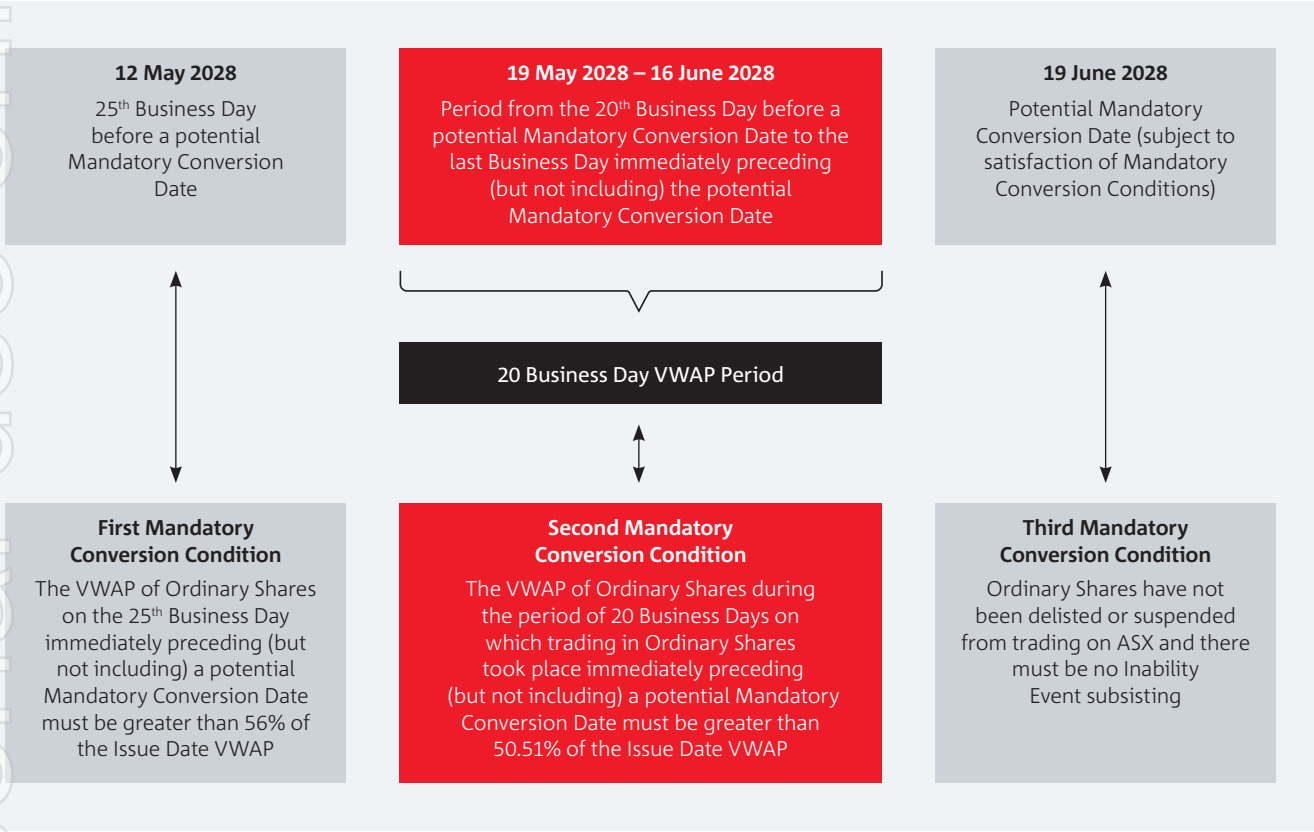 12 May 2028
25th Business Day
before a potential
Mandatory Conversion
Date
19 May 2028 – 16 June 2028
Period from the 20th Business Day before a
potential Mandatory Conversion Date to the
last Business Day immediately preceding
(but not including) the potential
Mandatory Conversion Date
19 June 2028
Potential Mandatory
Conversion Date (subject to
satisfaction of Mandatory
Conversion Conditions)
20 Business Day VWAP Period
First Mandatory
Conversion Condition
The VWAP of Ordinary Shares
on the 25th Business Day
immediately preceding (but
not including) a potential
Mandatory Conversion Date
must be greater than 56% of
the Issue Date VWAP
Second Mandatory
Conversion Condition
The VWAP of Ordinary Shares during
the period of 20 Business Days on
which trading in Ordinary Shares
took place immediately preceding
(but not including) a potential Mandatory
Conversion Date must be greater than
50.51% of the Issue Date VWAP
Third Mandatory
Conversion Condition
Ordinary Shares have not
been delisted or suspended
from trading on ASX and there
must be no Inability
Event subsisting